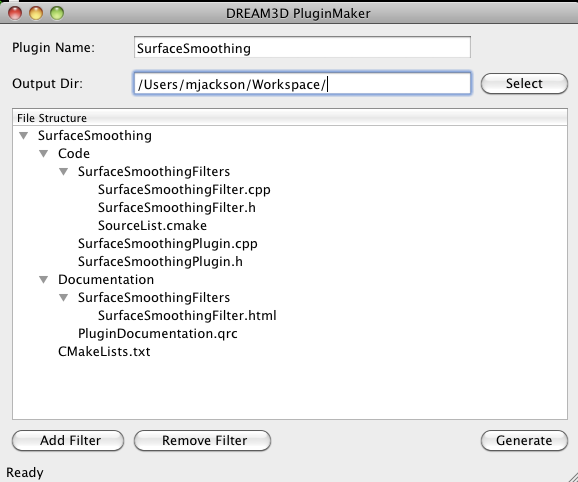 DREAM3D PluginMaker
Plugin Name: SurfaceSmoothing
Output Dir: /Users/mjackson/Workspace/ Select
File Structure
SurfaceSmoothing
Code
SurfaceSmoothingFilters
SurfaceSmoothingFilter.cpp
SurfaceSmoothingFilter.h
SourceList.cmake
SurfaceSmoothingPlugin.cpp
SurfaceSmoothingPlugin.h
Documentation
SurfaceSmoothingFilters
SurfaceSmoothingFilter.html
PluginDocumentation.qrc
CMakeLists.txt
Add Filter Remove Filter Generate
Ready